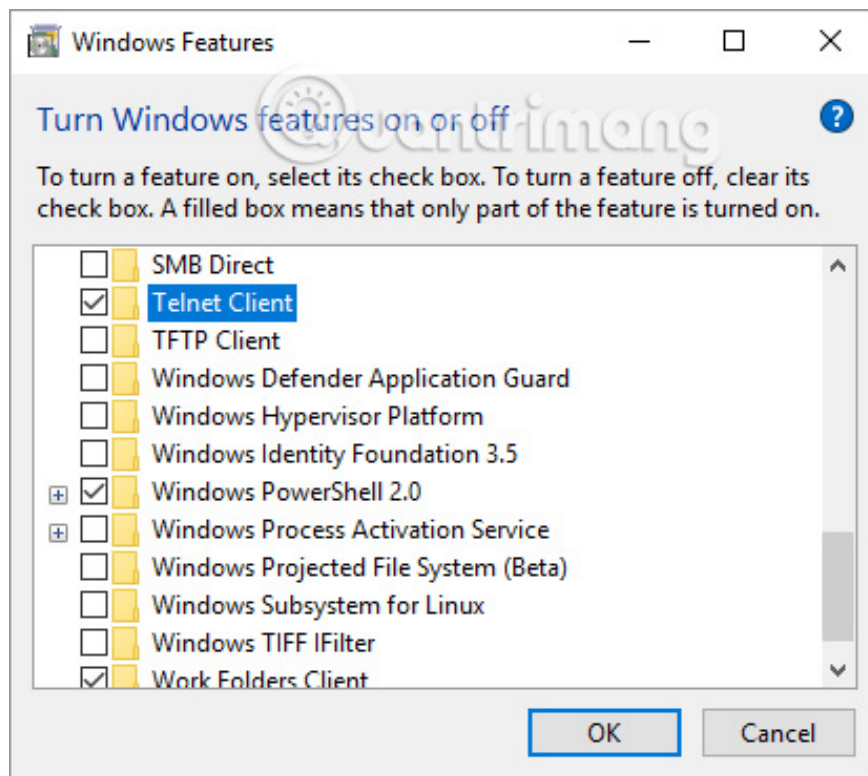 Windows Features
uantrimang
Turn Windows features on or off
?
To turn a feature on, select its check box. To turn a feature off, clear its
check box. A filled box means that only part of the feature is turned on.
SMB Direct
Telnet Client
TFTP Client
Windows Defender Application Guard
Windows Hypervisor Platform
Windows Identity Foundation 3.5
Windows PowerShell 2.0
Windows Process Activation Service
Windows Projected File System (Beta)
Windows Subsystem for Linux
Windows TIFF IFilter
Work Folders Client
OK
Cancel